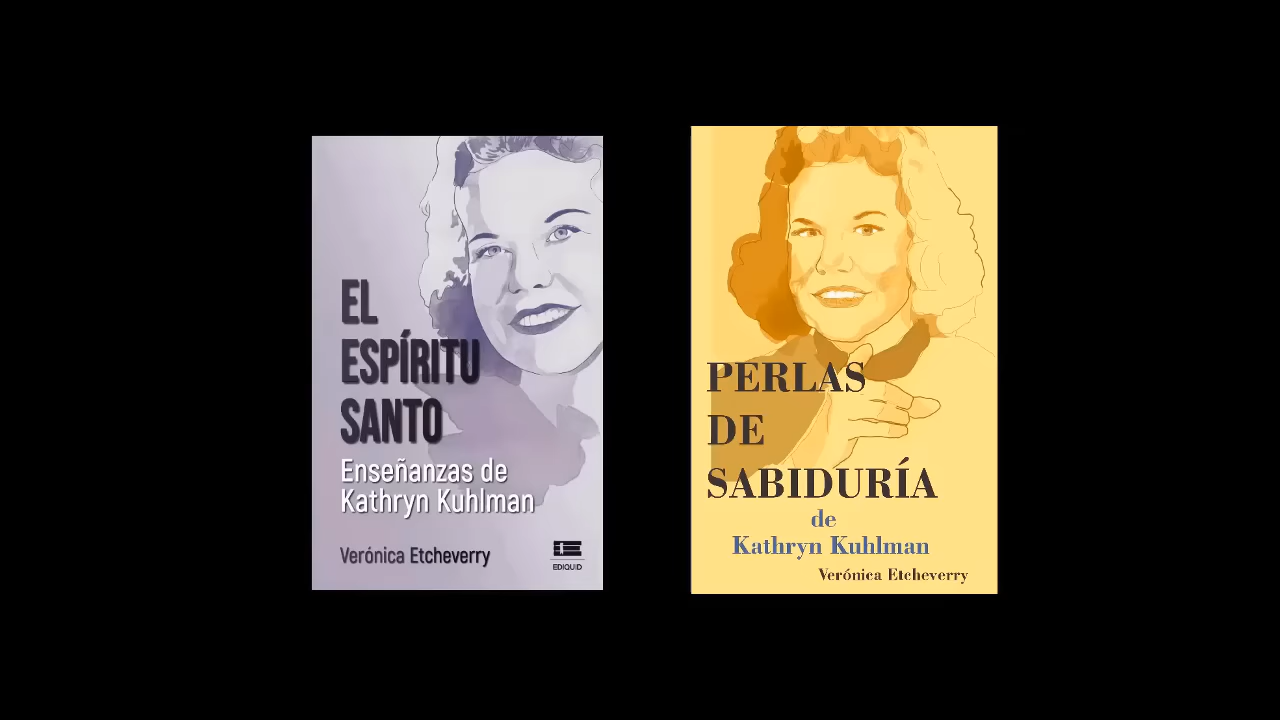 EL
ESPÍRITU
SANTO
Enseñanzas de
Kathryn Kuhlman
Verónica Etcheverry
EDIQUID
PERLAS
DE
SABIDURÍA
de
Kathryn Kuhlman
Verónica Etcheverry